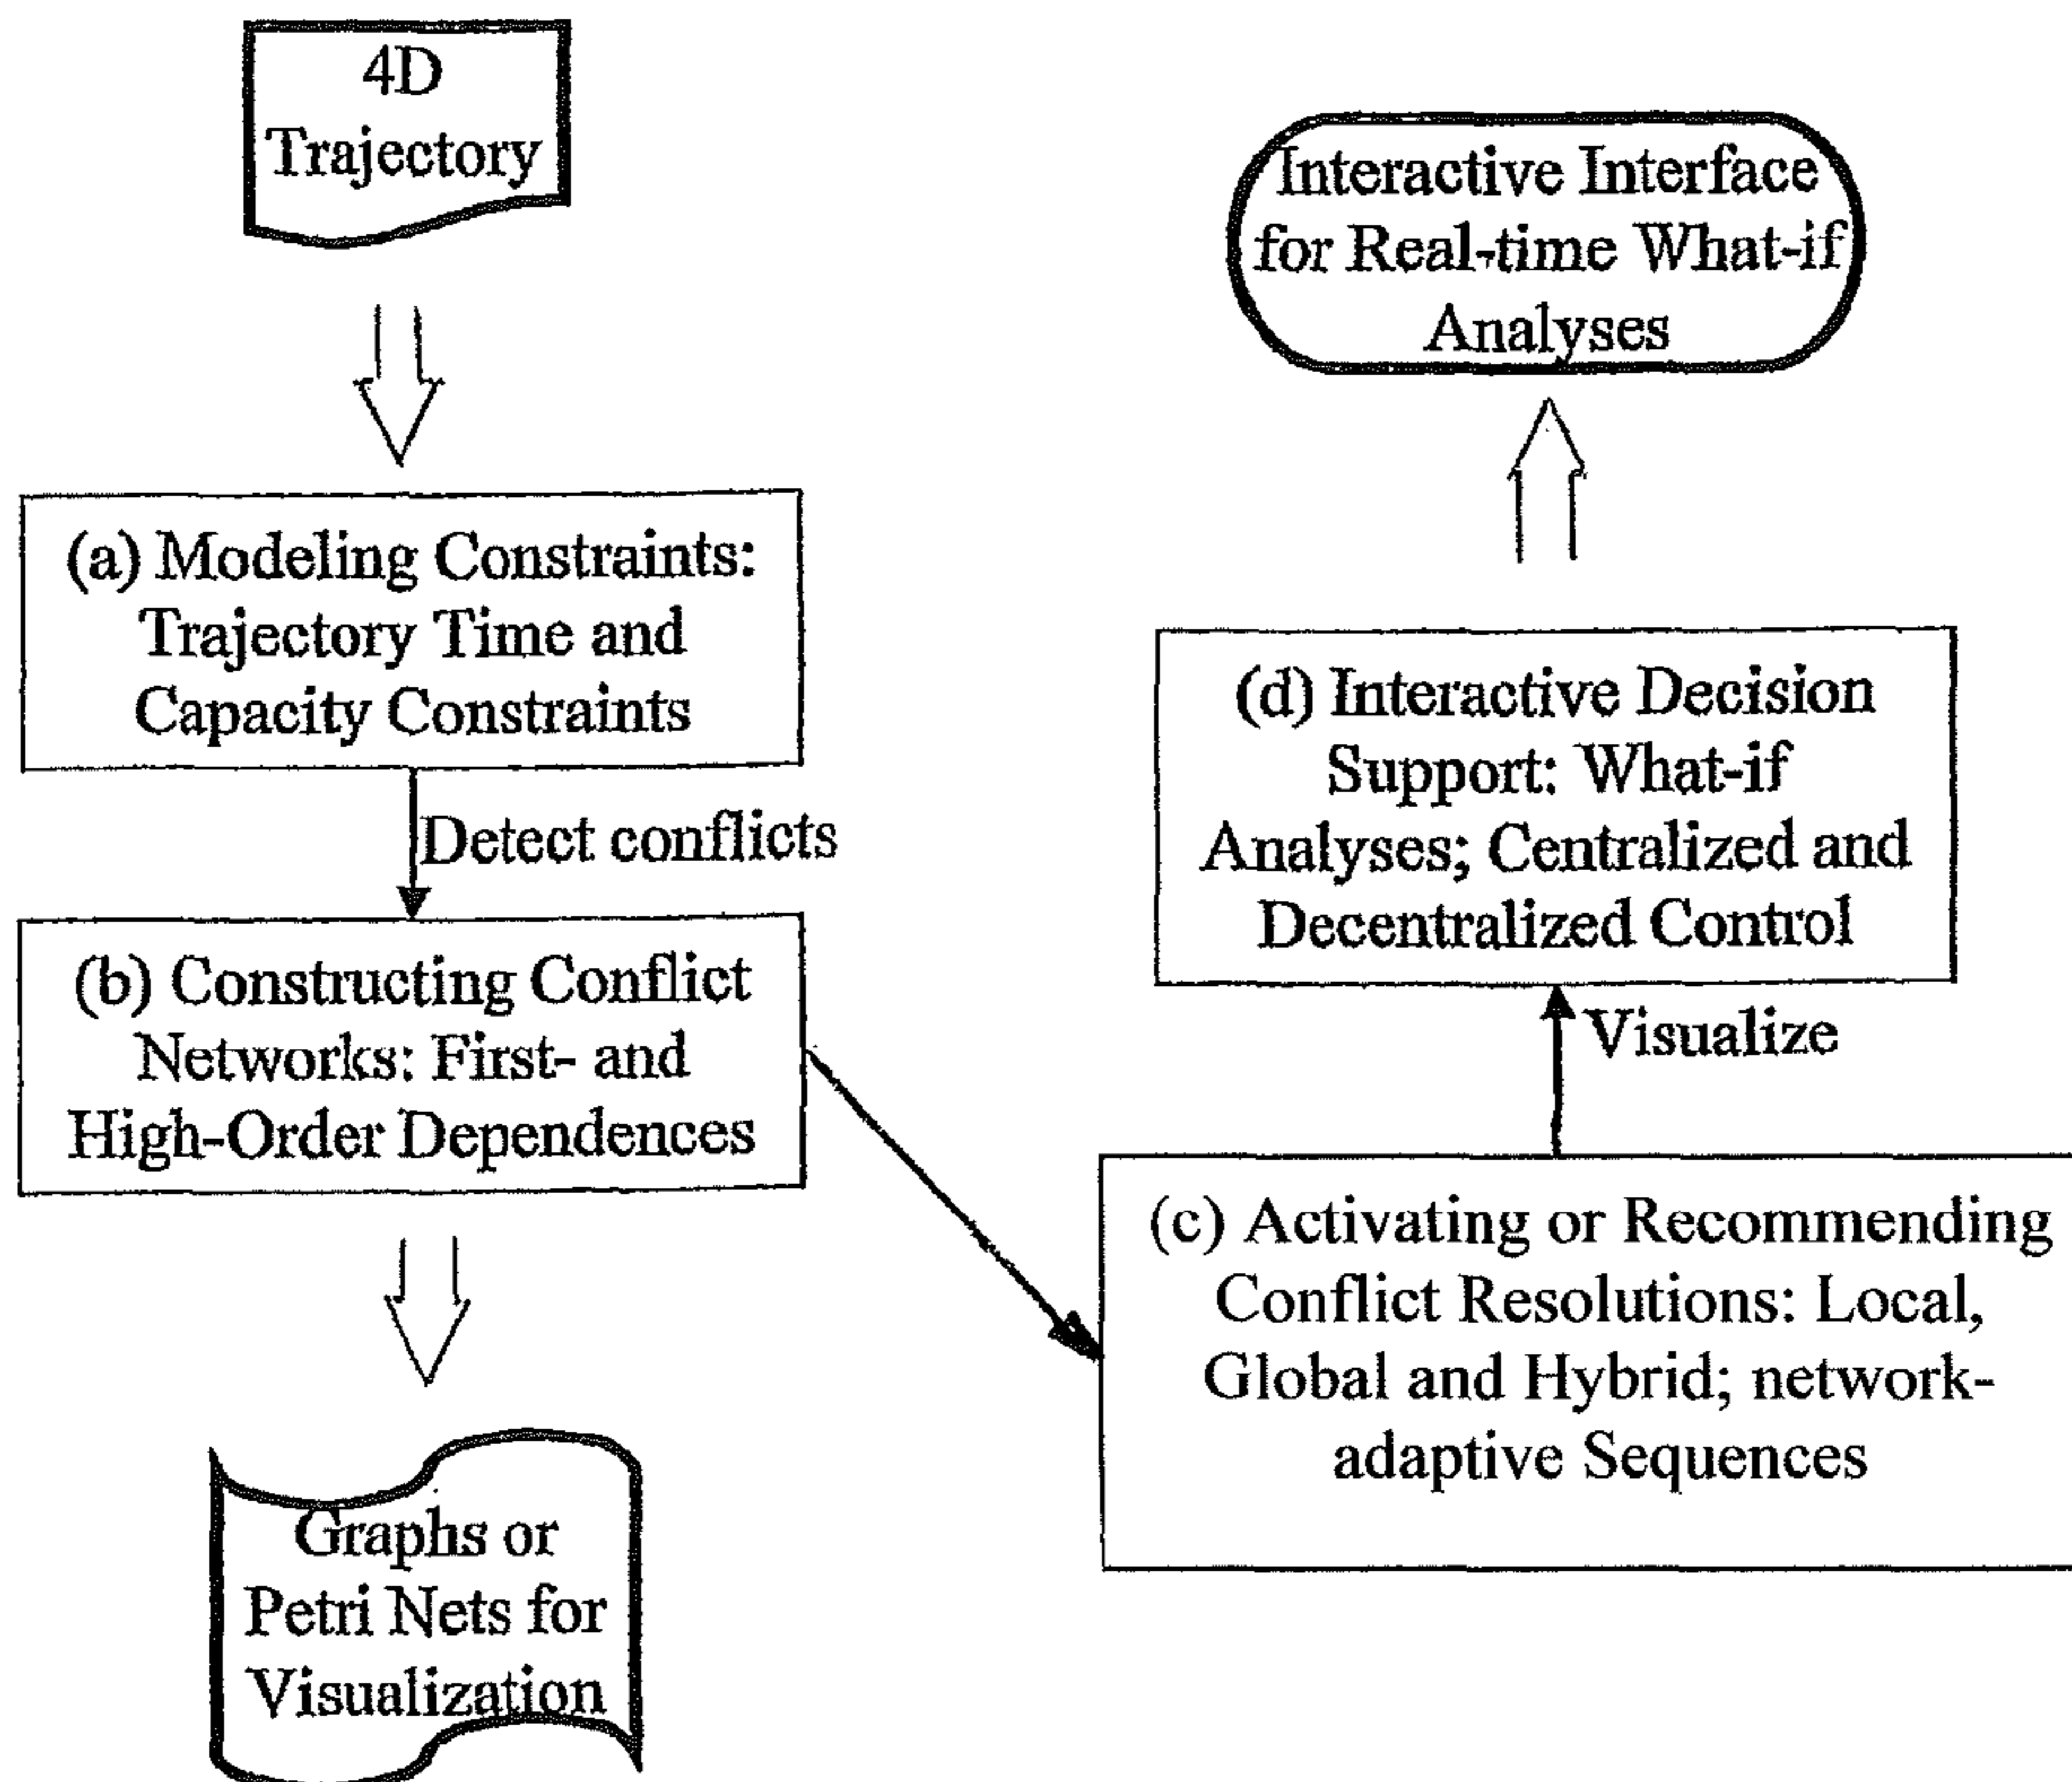 4D
Trajectory
(a) Modeling Constraints:
Trajectory Time and
Capacity Constraints
Detect conflicts
(b) Constructing Conflict
Networks: First- and
High-Order Dependences
Graphs or
Petri Nets for
Visualization
(c) Activating or Recommending
Conflict Resolutions: Local,
Global and Hybrid; network-
adaptive Sequences
Visualize
(d) Interactive Decision
Support: What-if
Analyses; Centralized and
Decentralized Control
Interactive Interface
for Real-time What-if
Analyses